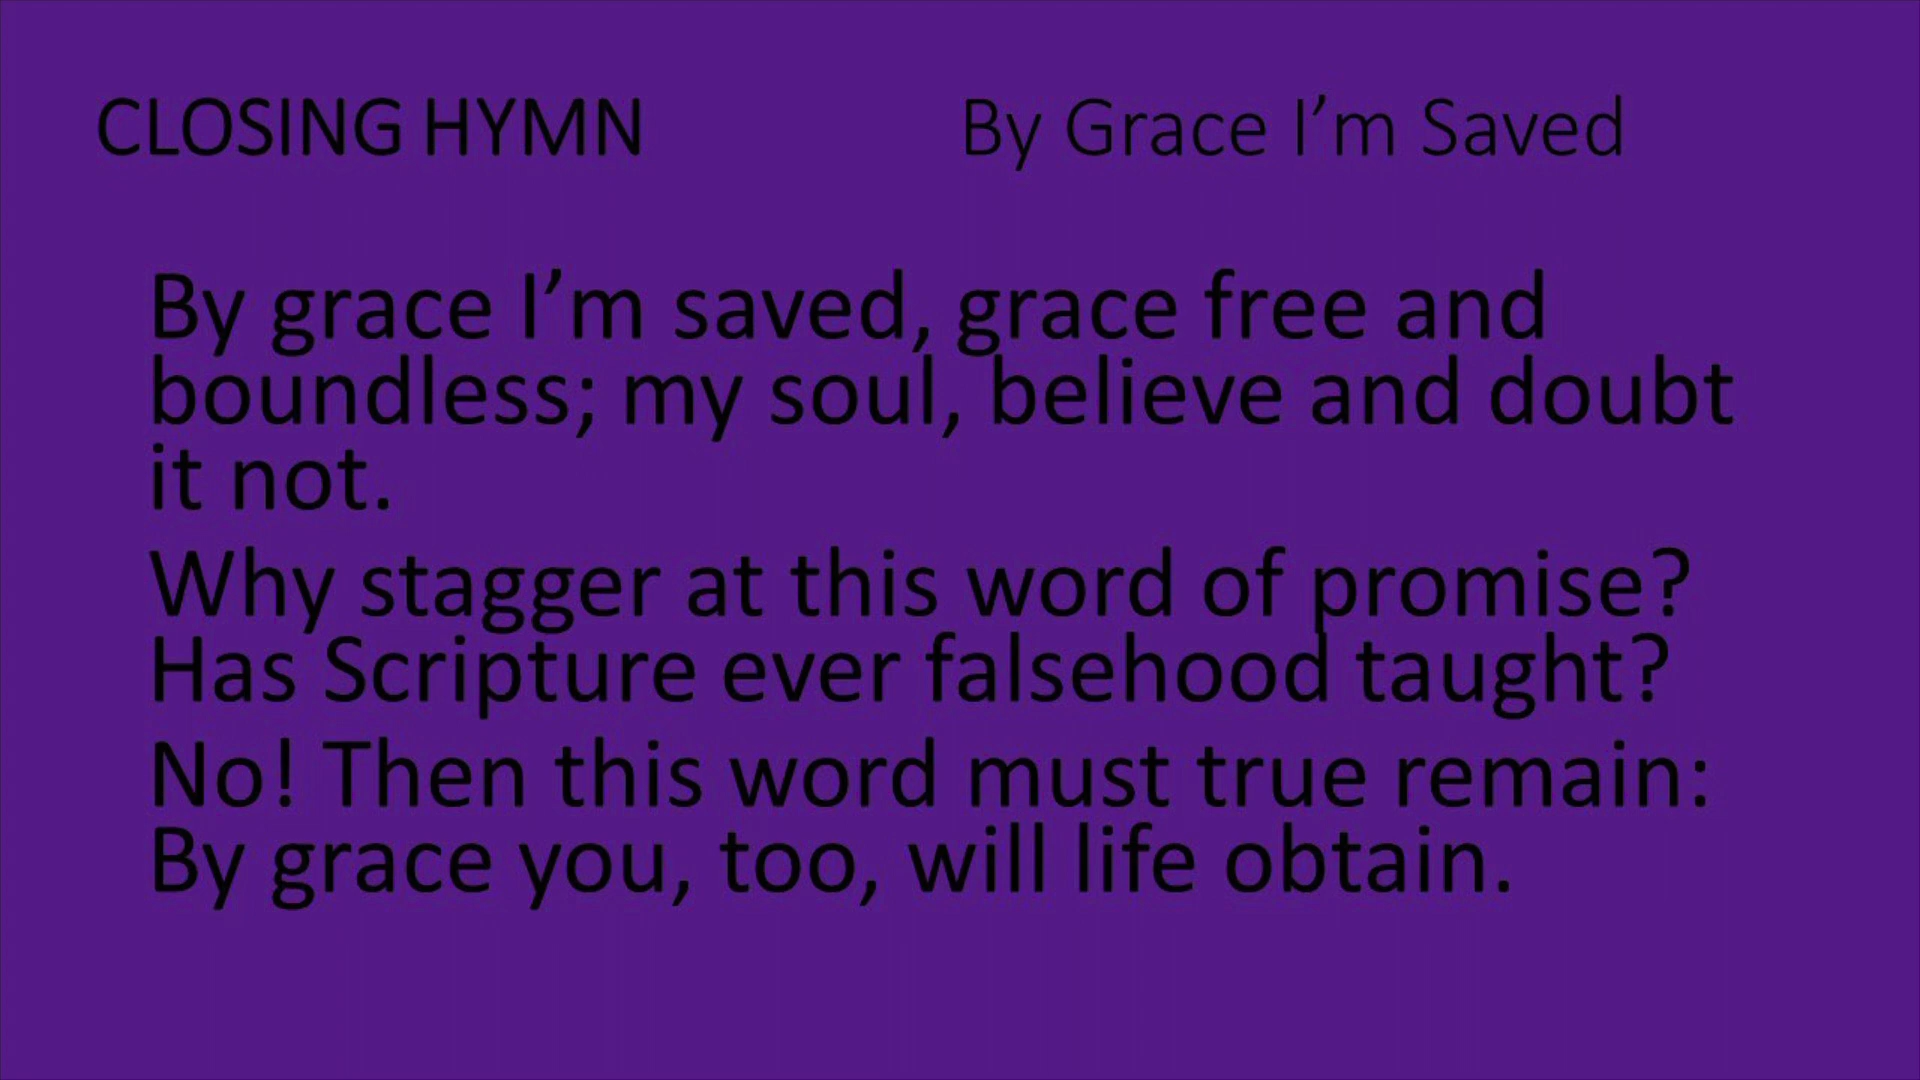 CLOSING HYMN By Grace I’m Saved
By grace I’m saved, grace free and
boundless; my soul, believe and doubt
it not.
Why stagger at this word of promise?
Has Scripture ever falsehood taught?
No! Then this word must true remain:
By grace you, too, will life obtain.